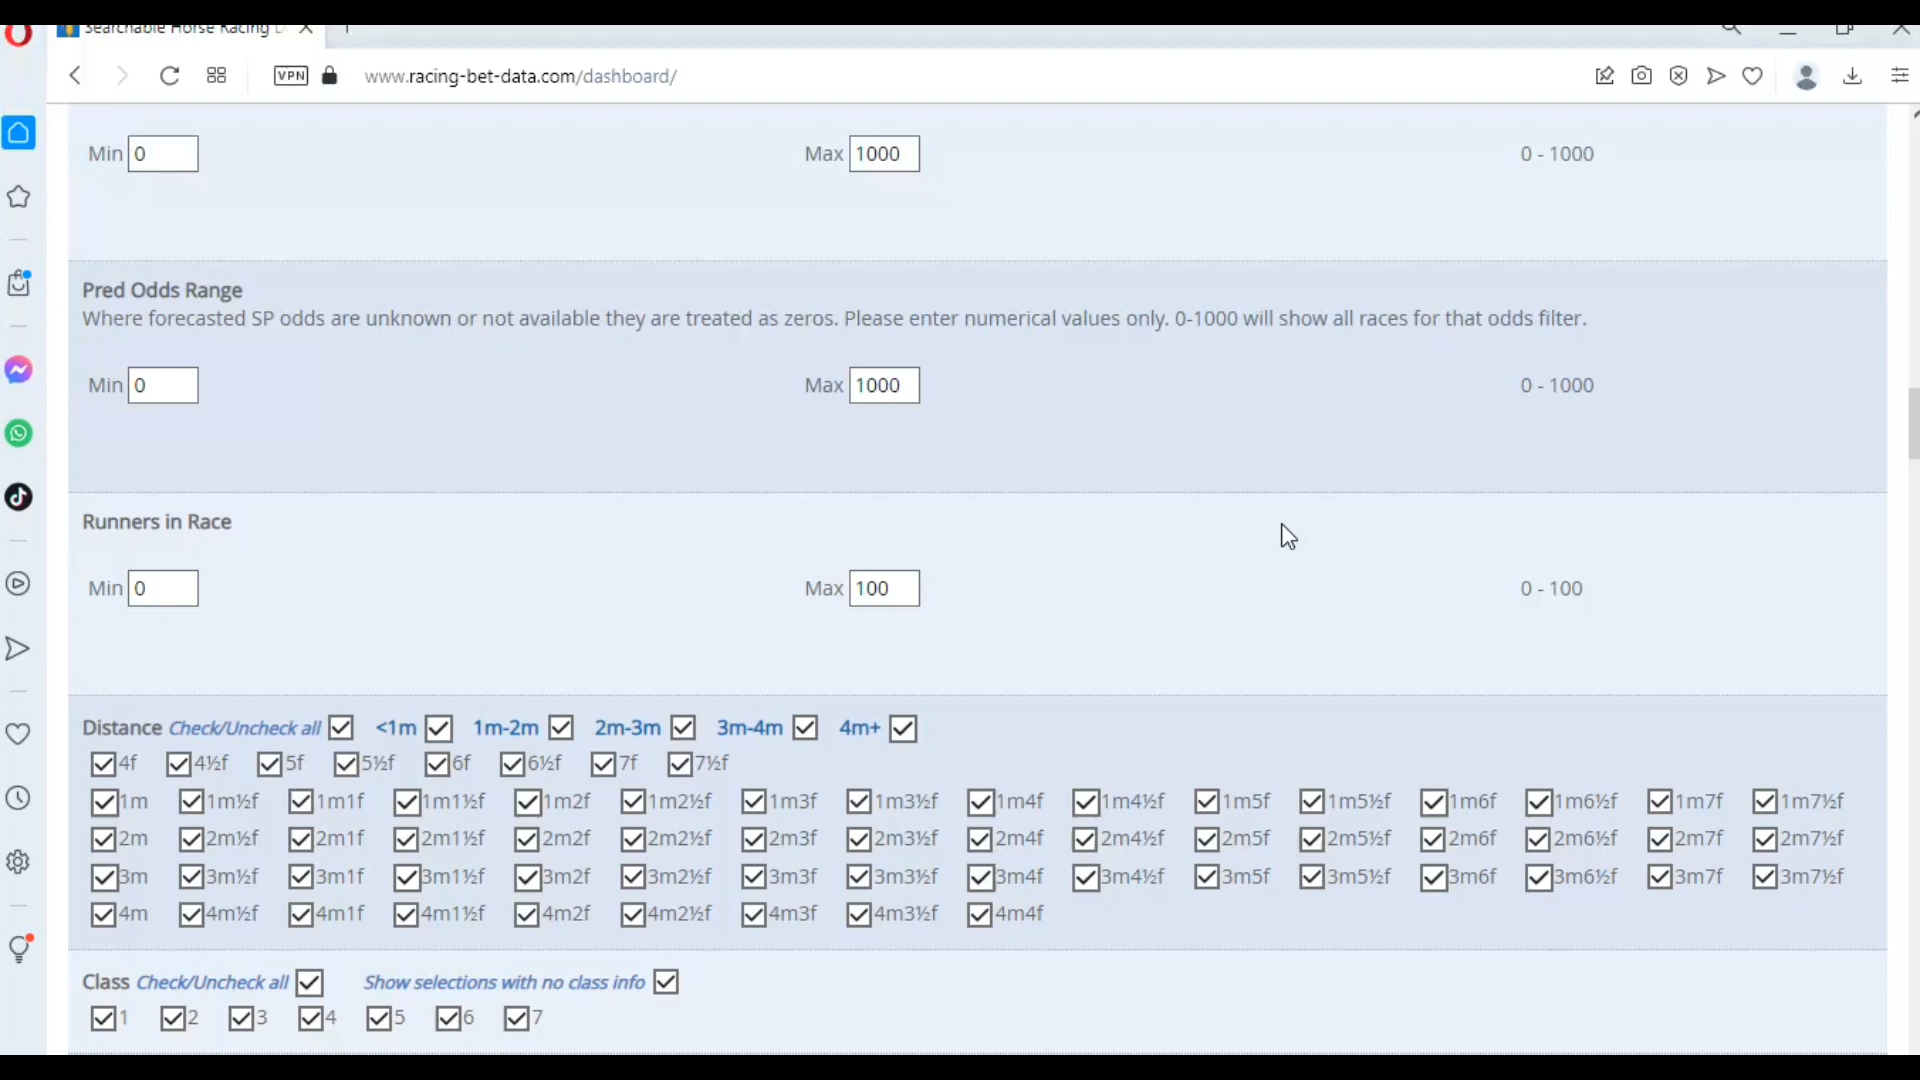 Searchable Horse Racing D
VPN www.racing-bet-data.com/dashboard/
Min 0 Max 1000 0 - 1000
Pred Odds Range
Where forecasted SP odds are unknown or not available they are treated as zeros. Please enter numerical values only. 0-1000 will show all races for that odds filter.
Min 0 Max 1000 0 - 1000
Runners in Race
Min 0 Max 100 0 - 100
Distance Check/Uncheck all <1m 1m-2m 2m-3m 3m-4m 4m+
4f 4½f 5f 5½f 6f 6½f 7f 7½f
1m 1m½f 1m1f 1m1½f 1m2f 1m2½f 1m3f 1m3½f 1m4f 1m4½f 1m5f 1m5½f 1m6f 1m6½f 1m7f 1m7½f
2m 2m½f 2m1f 2m1½f 2m2f 2m2½f 2m3f 2m3½f 2m4f 2m4½f 2m5f 2m5½f 2m6f 2m6½f 2m7f 2m7½f
3m 3m½f 3m1f 3m1½f 3m2f 3m2½f 3m3f 3m3½f 3m4f 3m4½f 3m5f 3m5½f 3m6f 3m6½f 3m7f 3m7½f
4m 4m½f 4m1f 4m1½f 4m2f 4m2½f 4m3f 4m3½f 4m4f
Class Check/Uncheck all Show selections with no class info
1 2 3 4 5 6 7